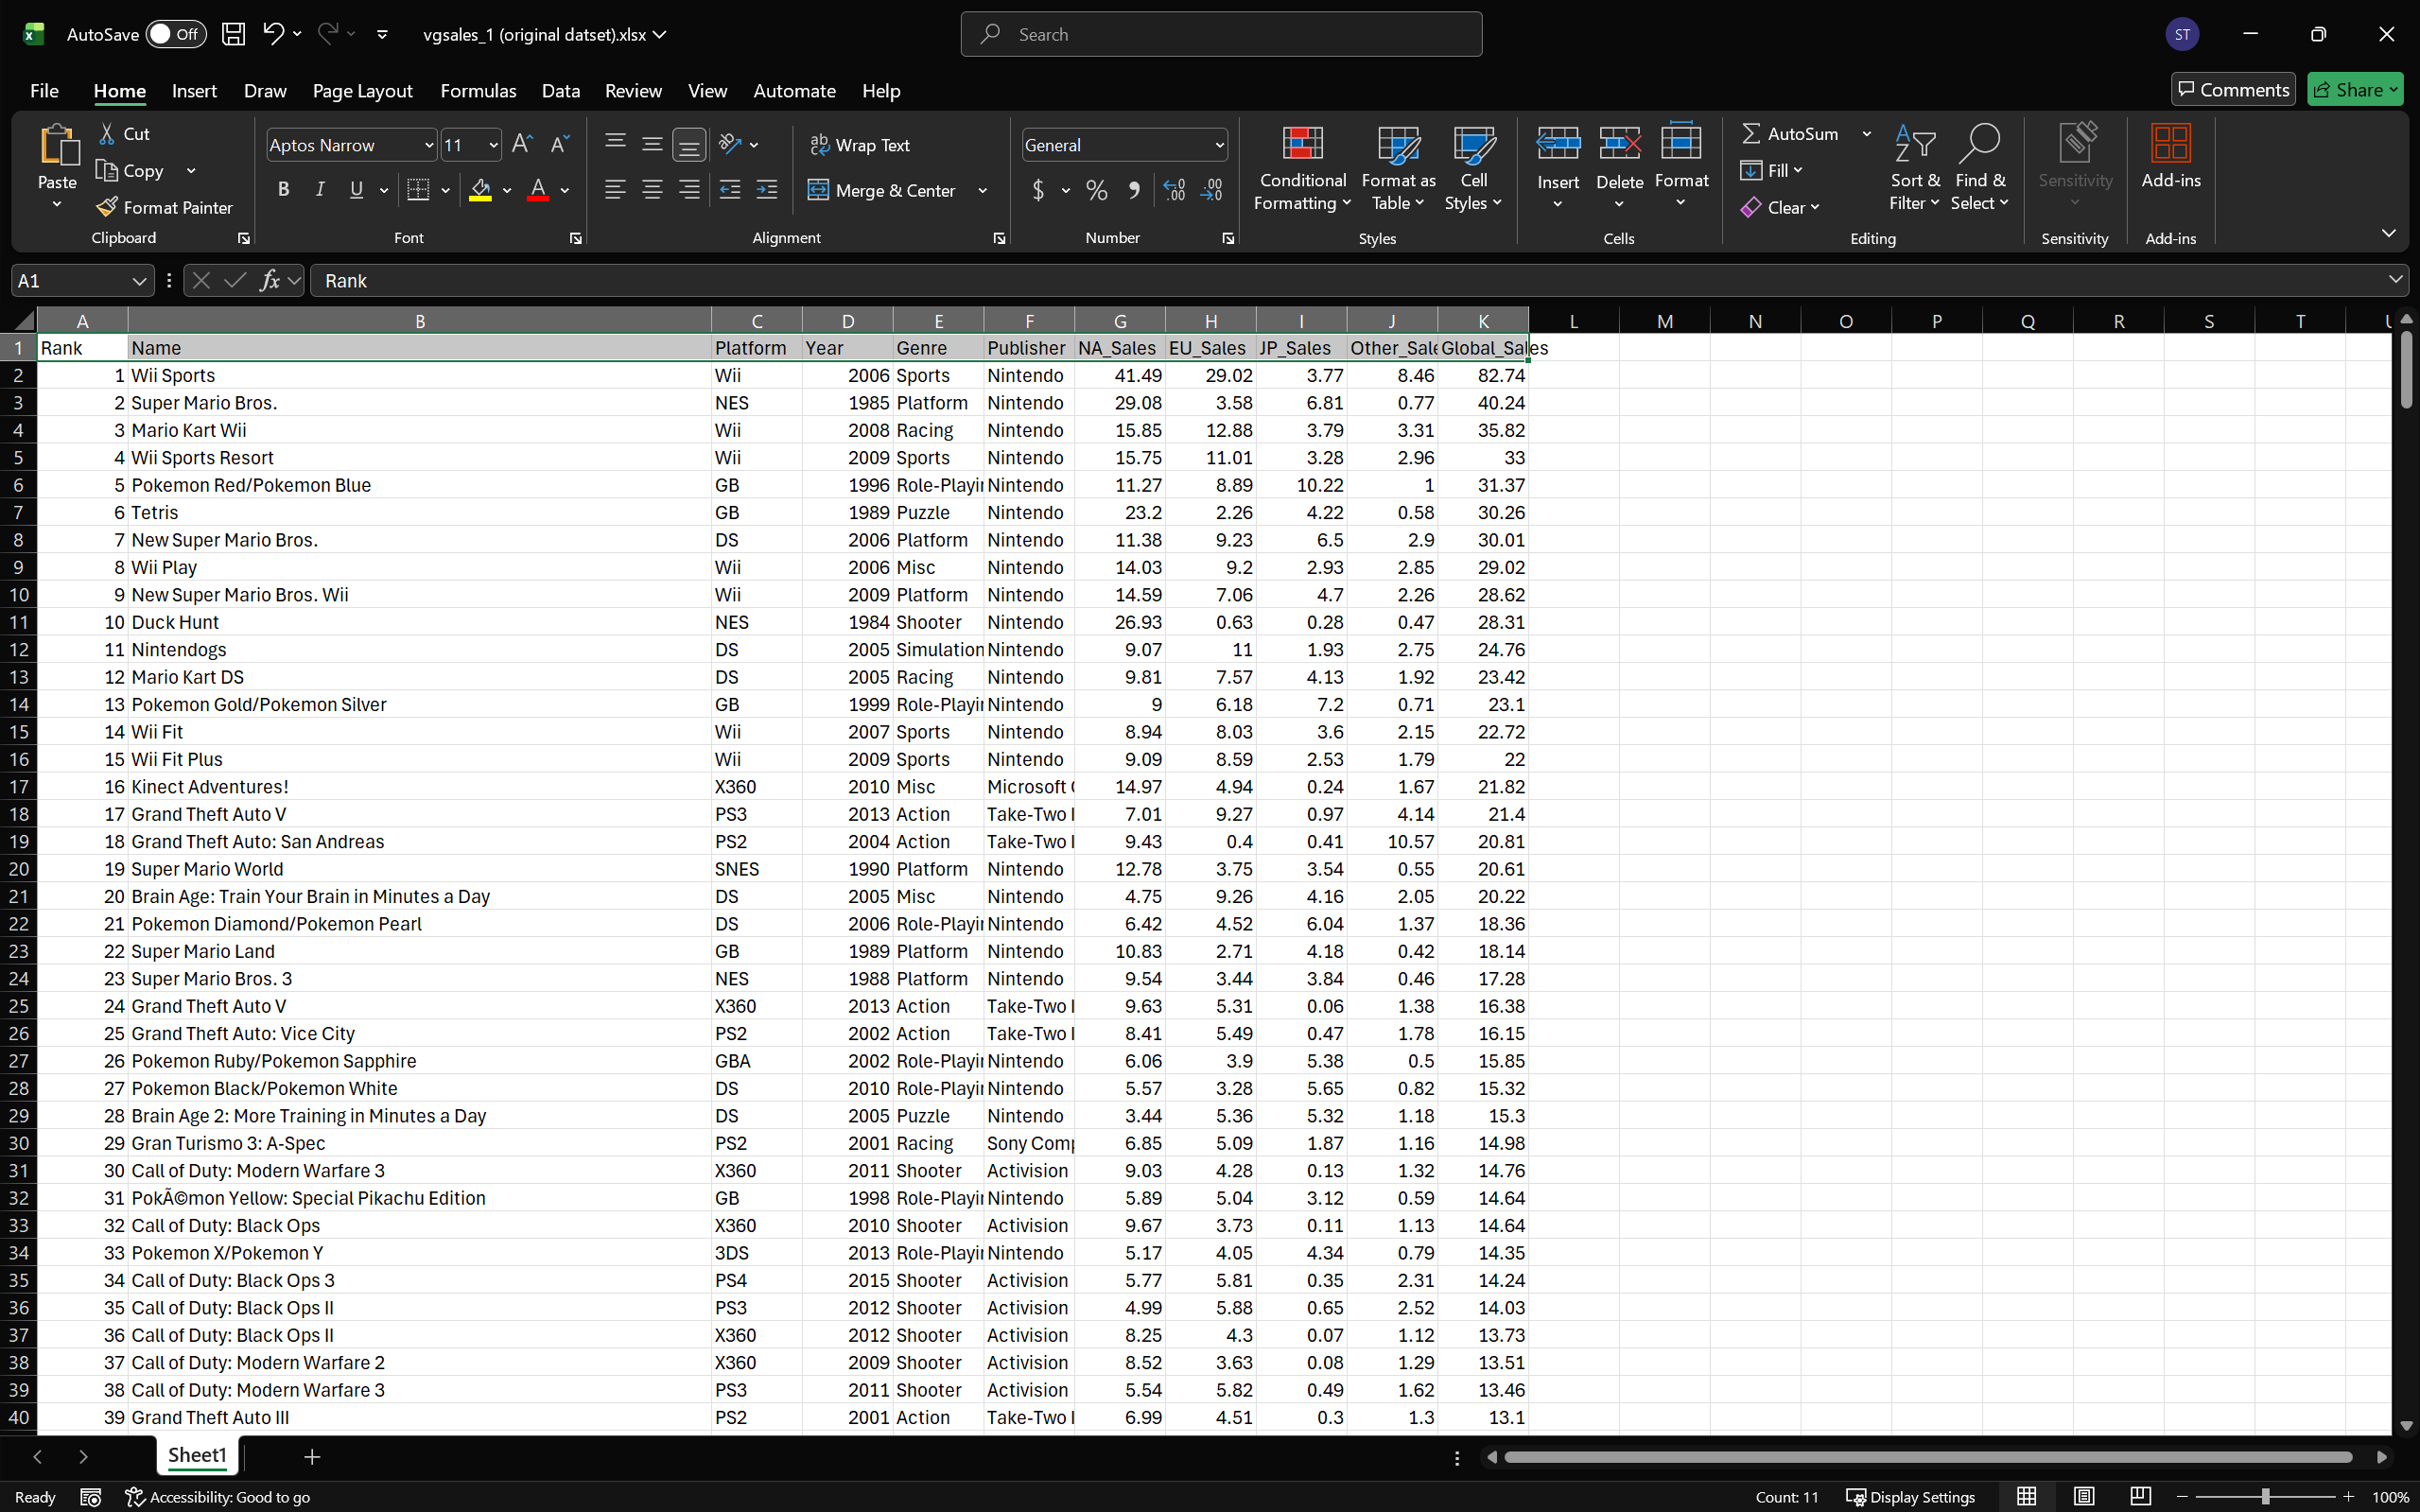 AutoSave Off vgsales_1 (original datset).xlsx Search ST
File Home Insert Draw Page Layout Formulas Data Review View Automate Help Comments Share
Paste Cut Copy Format Painter Aptos Narrow 11 Wrap Text Merge & Center General Conditional Formatting Format as Table Cell Styles Insert Delete Format AutoSum Fill Clear Sort & Filter Find & Select Sensitivity Add-ins
Clipboard Font Alignment Number Styles Cells Editing Sensitivity Add-ins
A1 fx Rank
A B C D E F G H I J K L M N O P Q R S T
1 Rank Name Platform Year Genre Publisher NA_Sales EU_Sales JP_Sales Other_Sale Global_Sales
2 1 Wii Sports Wii 2006 Sports Nintendo 41.49 29.02 3.77 8.46 82.74
3 2 Super Mario Bros. NES 1985 Platform Nintendo 29.08 3.58 6.81 0.77 40.24
4 3 Mario Kart Wii Wii 2008 Racing Nintendo 15.85 12.88 3.79 3.31 35.82
5 4 Wii Sports Resort Wii 2009 Sports Nintendo 15.75 11.01 3.28 2.96 33
6 5 Pokemon Red/Pokemon Blue GB 1996 Role-Playi Nintendo 11.27 8.89 10.22 1 31.37
7 6 Tetris GB 1989 Puzzle Nintendo 23.2 2.26 4.22 0.58 30.26
8 7 New Super Mario Bros. DS 2006 Platform Nintendo 11.38 9.23 6.5 2.9 30.01
9 8 Wii Play Wii 2006 Misc Nintendo 14.03 9.2 2.93 2.85 29.02
10 9 New Super Mario Bros. Wii Wii 2009 Platform Nintendo 14.59 7.06 4.7 2.26 28.62
11 10 Duck Hunt NES 1984 Shooter Nintendo 26.93 0.63 0.28 0.47 28.31
12 11 Nintendogs DS 2005 Simulation Nintendo 9.07 11 1.93 2.75 24.76
13 12 Mario Kart DS DS 2005 Racing Nintendo 9.81 7.57 4.13 1.92 23.42
14 13 Pokemon Gold/Pokemon Silver GB 1999 Role-Playi Nintendo 9 6.18 7.2 0.71 23.1
15 14 Wii Fit Wii 2007 Sports Nintendo 8.94 8.03 3.6 2.15 22.72
16 15 Wii Fit Plus Wii 2009 Sports Nintendo 9.09 8.59 2.53 1.79 22
17 16 Kinect Adventures! X360 2010 Misc Microsoft 14.97 4.94 0.24 1.67 21.82
18 17 Grand Theft Auto V PS3 2013 Action Take-Two 7.01 9.27 0.97 4.14 21.4
19 18 Grand Theft Auto: San Andreas PS2 2004 Action Take-Two 9.43 0.4 0.41 10.57 20.81
20 19 Super Mario World SNES 1990 Platform Nintendo 12.78 3.75 3.54 0.55 20.61
21 20 Brain Age: Train Your Brain in Minutes a Day DS 2005 Misc Nintendo 4.75 9.26 4.16 2.05 20.22
22 21 Pokemon Diamond/Pokemon Pearl DS 2006 Role-Playi Nintendo 6.42 4.52 6.04 1.37 18.36
23 22 Super Mario Land GB 1989 Platform Nintendo 10.83 2.71 4.18 0.42 18.14
24 23 Super Mario Bros. 3 NES 1988 Platform Nintendo 9.54 3.44 3.84 0.46 17.28
25 24 Grand Theft Auto V X360 2013 Action Take-Two 9.63 5.31 0.06 1.38 16.38
26 25 Grand Theft Auto: Vice City PS2 2002 Action Take-Two 8.41 5.49 0.47 1.78 16.15
27 26 Pokemon Ruby/Pokemon Sapphire GBA 2002 Role-Playi Nintendo 6.06 3.9 5.38 0.5 15.85
28 27 Pokemon Black/Pokemon White DS 2010 Role-Playi Nintendo 5.57 3.28 5.65 0.82 15.32
29 28 Brain Age 2: More Training in Minutes a Day DS 2005 Puzzle Nintendo 3.44 5.36 5.32 1.18 15.3
30 29 Gran Turismo 3: A-Spec PS2 2001 Racing Sony Comp 6.85 5.09 1.87 1.16 14.98
31 30 Call of Duty: Modern Warfare 3 X360 2011 Shooter Activision 9.03 4.28 0.13 1.32 14.76
32 31 PokÃ©mon Yellow: Special Pikachu Edition GB 1998 Role-Playi Nintendo 5.89 5.04 3.12 0.59 14.64
33 32 Call of Duty: Black Ops X360 2010 Shooter Activision 9.67 3.73 0.11 1.13 14.64
34 33 Pokemon X/Pokemon Y 3DS 2013 Role-Playi Nintendo 5.17 4.05 4.34 0.79 14.35
35 34 Call of Duty: Black Ops 3 PS4 2015 Shooter Activision 5.77 5.81 0.35 2.31 14.24
36 35 Call of Duty: Black Ops II PS3 2012 Shooter Activision 4.99 5.88 0.65 2.52 14.03
37 36 Call of Duty: Black Ops II X360 2012 Shooter Activision 8.25 4.3 0.07 1.12 13.73
38 37 Call of Duty: Modern Warfare 2 X360 2009 Shooter Activision 8.52 3.63 0.08 1.29 13.51
39 38 Call of Duty: Modern Warfare 3 PS3 2011 Shooter Activision 5.54 5.82 0.49 1.62 13.46
40 39 Grand Theft Auto III PS2 2001 Action Take-Two 6.99 4.51 0.3 1.3 13.1
Sheet1
Ready Accessibility: Good to go Count: 11 Display Settings 100%